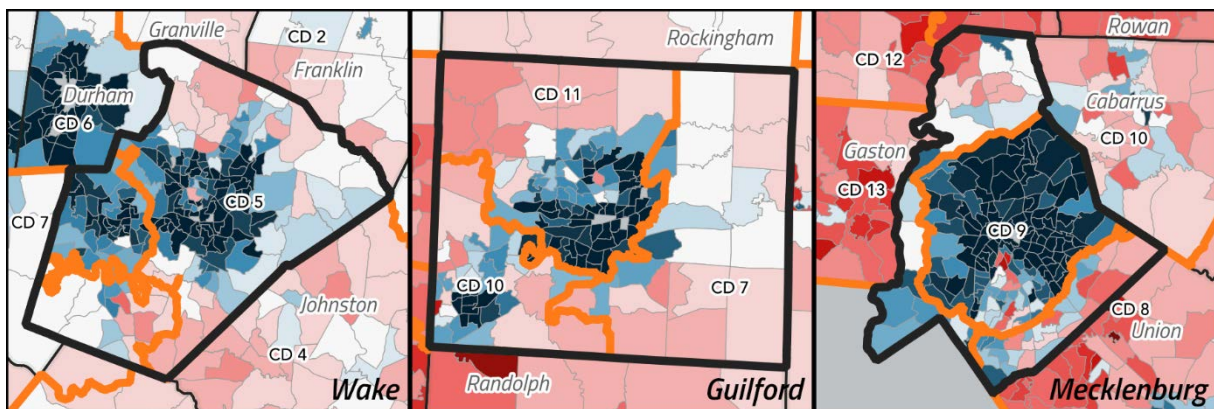 Granville
CD 2
Franklin
Durham
CD 6
CD 7
CD 5
Johnston
CD 4
Wake
Rockingham
CD 11
CD 10
CD 7
Randolph
Guilford
Rowan
CD 12
Cabarrus
CD 10
Gaston
CD 13
CD 9
CD 8
Union
Mecklenburg